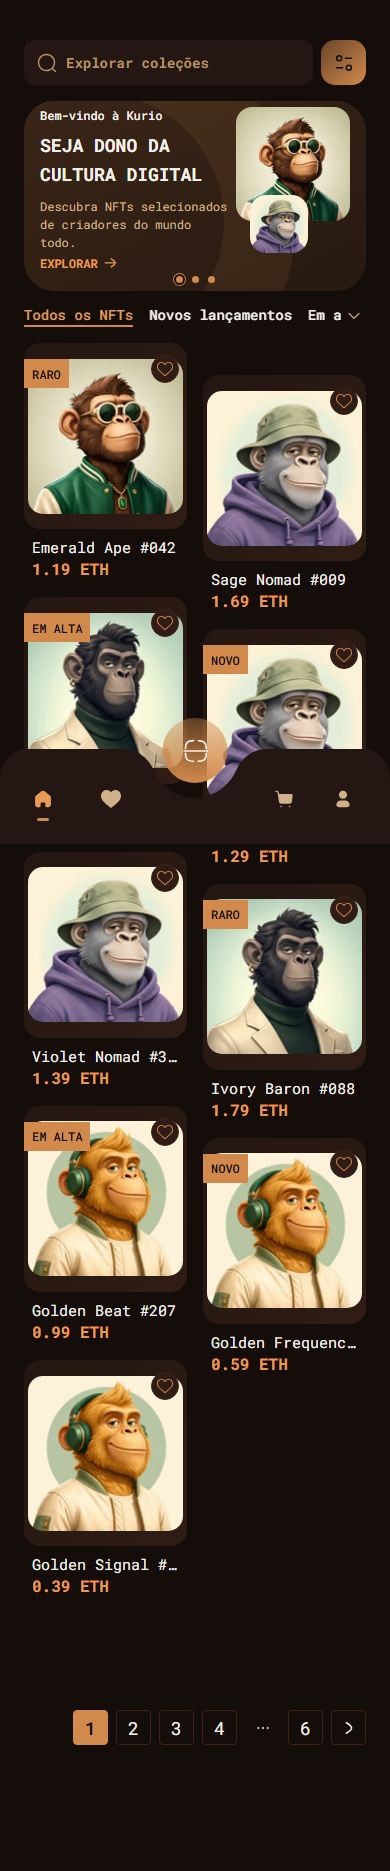 Explorar coleções
Bem-vindo à Kurio
SEJA DONO DA
CULTURA DIGITAL
Descubra NFTs selecionados
de criadores do mundo
todo.
EXPLORAR
Todos os NFTs Novos lançamentos Em a
RARO
Emerald Ape #042
1.19 ETH
Sage Nomad #009
1.69 ETH
EM ALTA
NOVO
1.29 ETH
Violet Nomad #3…
1.39 ETH
RARO
Ivory Baron #088
1.79 ETH
EM ALTA
Golden Beat #207
0.99 ETH
NOVO
Golden Frequenc…
0.59 ETH
Golden Signal #…
0.39 ETH
1 2 3 4 ··· 6